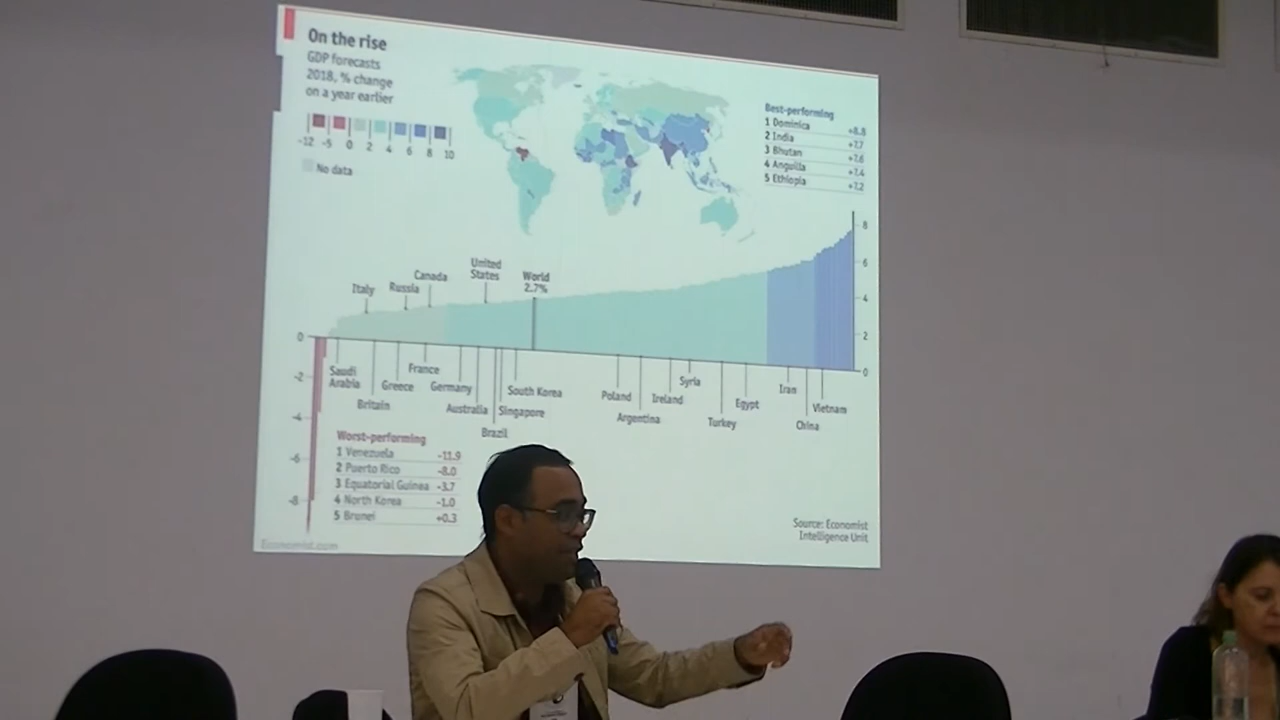 On the rise
GDP forecasts
2018, % change
on a year earlier
-12 -5 0 2 4 6 8 10
No data
Best-performing
1 Dominica +8.8
2 India +7.7
3 Bhutan +7.6
4 Anguilla +7.4
5 Ethiopia +7.2
8
6
4
2
0
Italy
Russia
Canada
United
States
World
2.7%
0
-2
-4
-6
-8
Saudi
Arabia
Britain
Greece
France
Germany
Australia
Brazil
Singapore
South Korea
Poland
Argentina
Ireland
Syria
Turkey
Egypt
Iran
China
Vietnam
Worst-performing
1 Venezuela -11.9
2 Puerto Rico -8.0
3 Equatorial Guinea -3.7
4 North Korea -1.0
5 Brunei +0.3
Source: Economist
Intelligence Unit
Economist.com